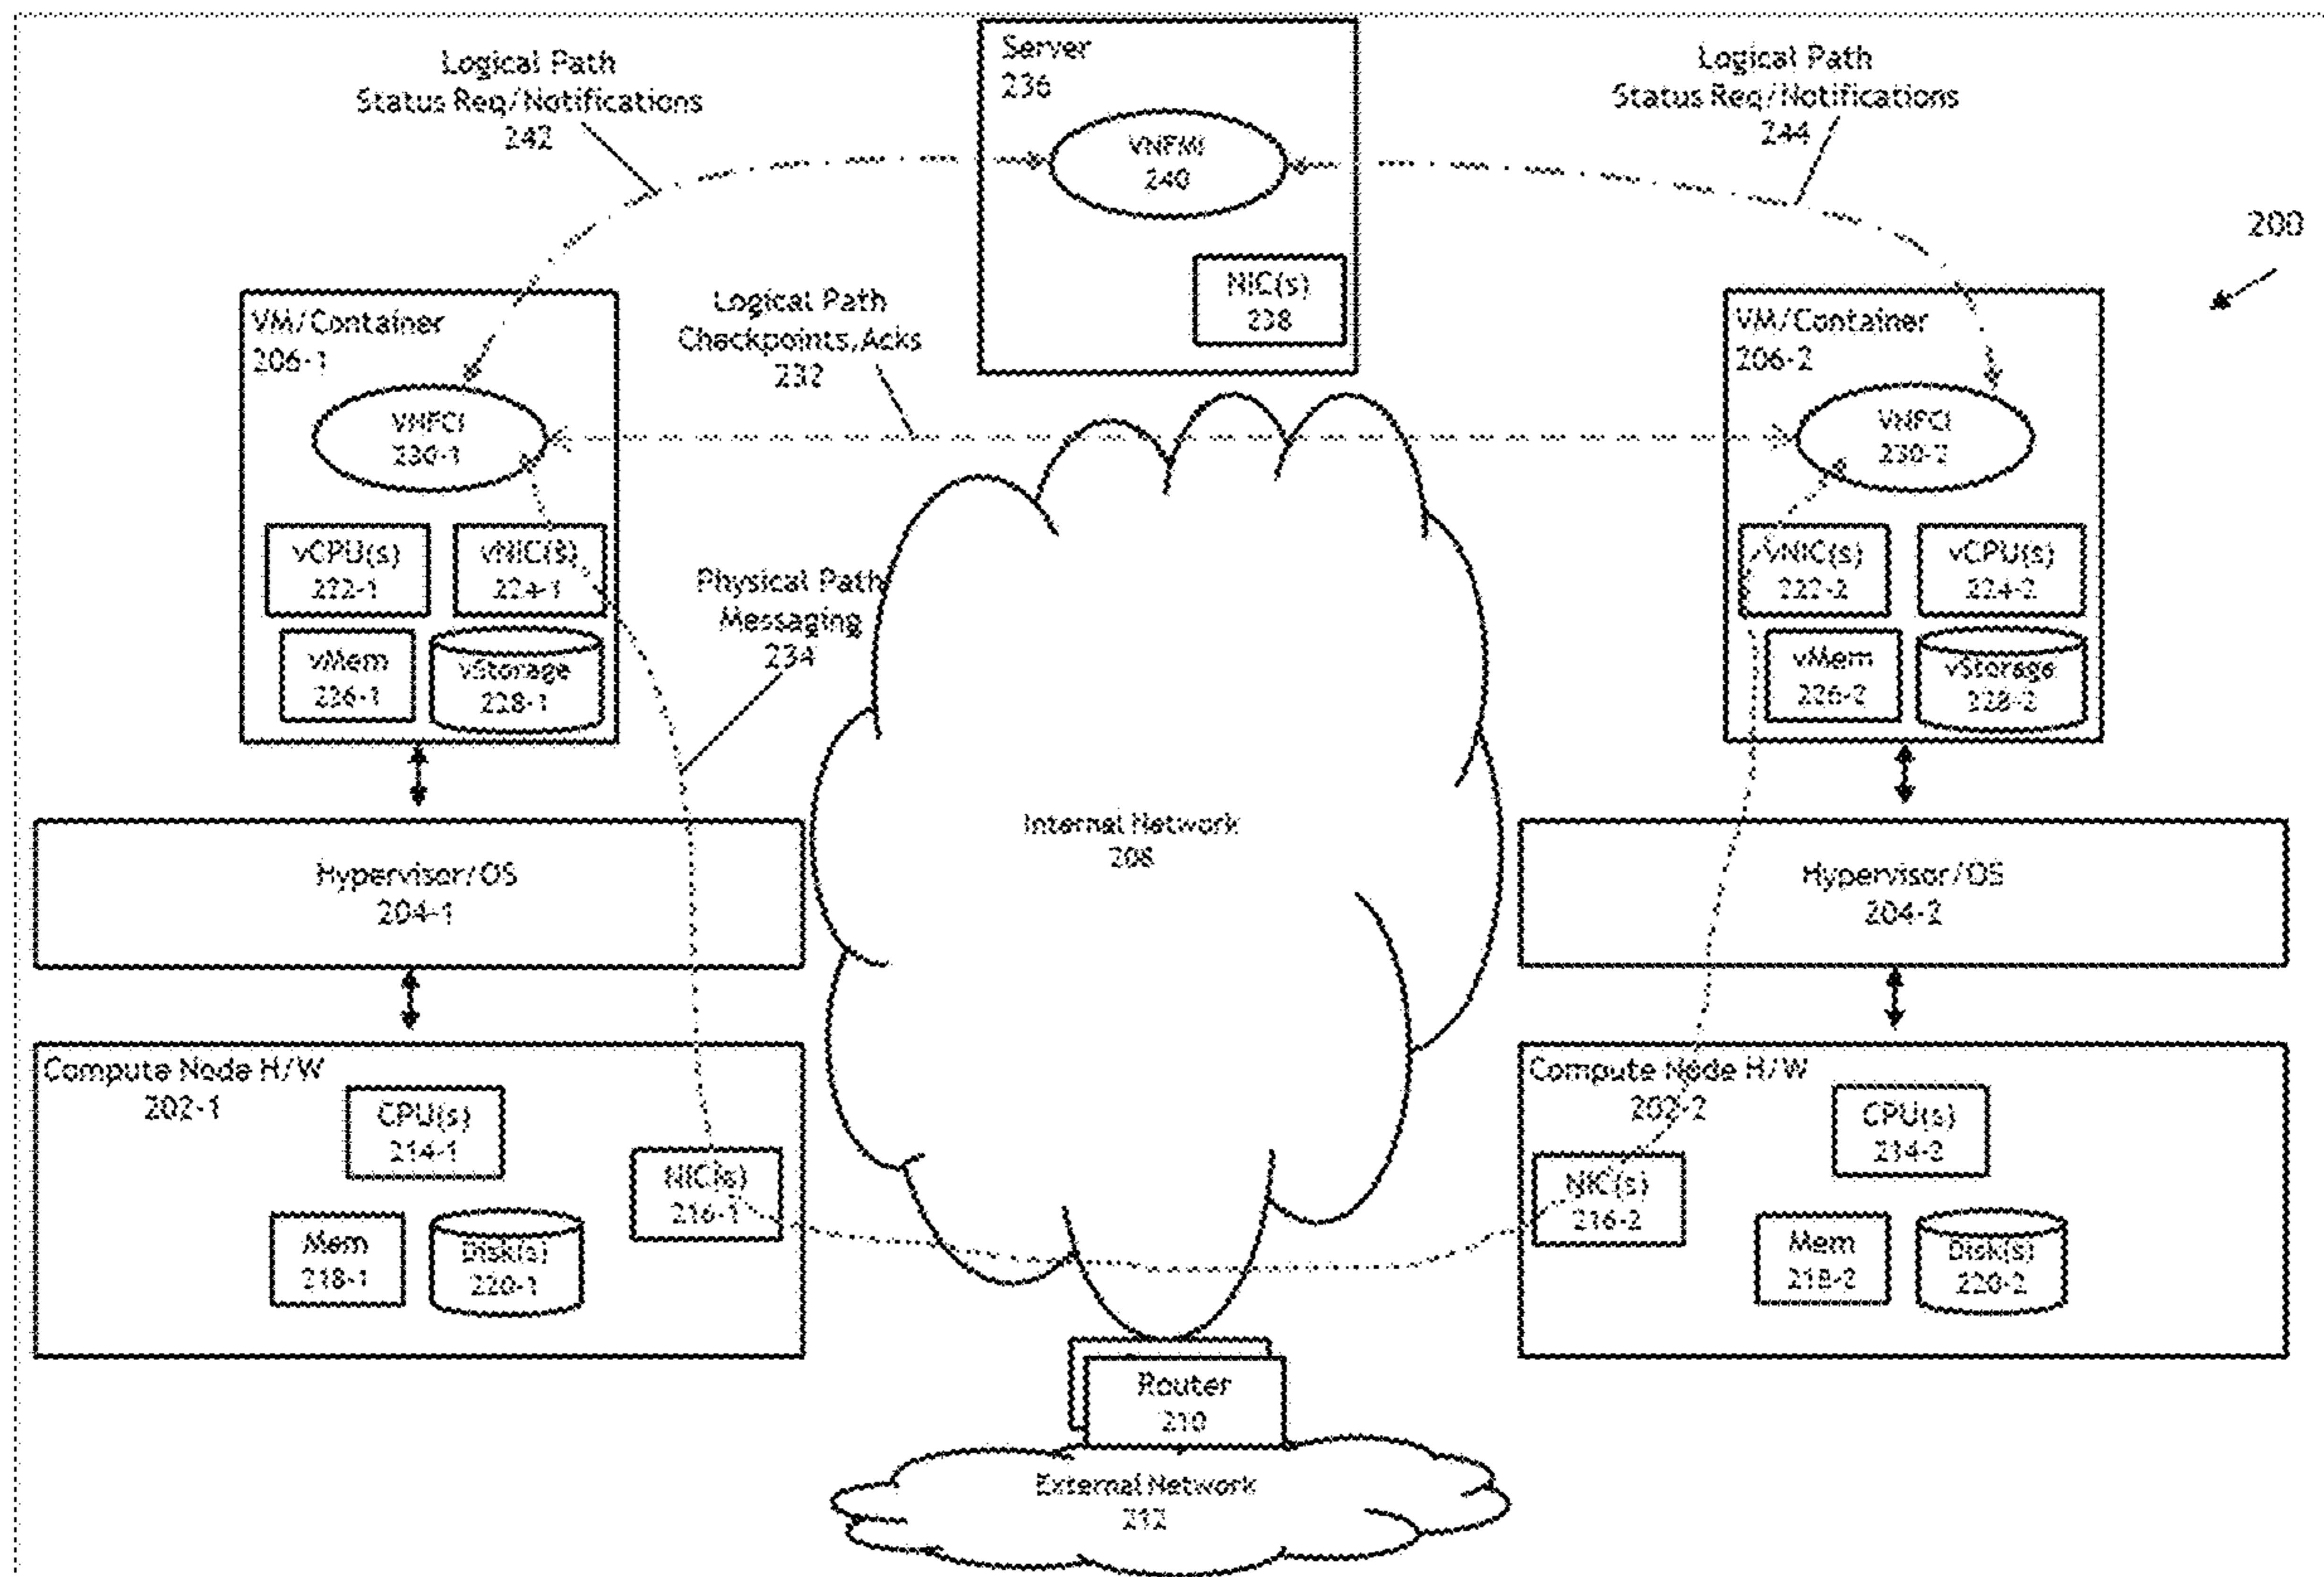 Logical Path
Status Req/Notifications
242
Server
236
VNFMI
240
NIC(s)
238
Logical Path
Status Req/Notifications
244
200
VM/Container
206-1
VNFCI
230-1
vCPU(s)
222-1
vNIC(s)
224-1
vMem
226-1
vStorage
228-1
Logical Path
Checkpoints,Acks
232
Physical Path
Messaging
234
VM/Container
206-2
VNFCI
230-2
vNIC(s)
222-2
vCPU(s)
224-2
vMem
226-2
vStorage
228-2
Internal Network
208
Hypervisor/OS
204-1
Hypervisor/OS
204-2
Compute Node H/W
202-1
CPU(s)
214-1
NIC(s)
216-1
Mem
218-1
Disk(s)
220-1
Compute Node H/W
202-2
CPU(s)
214-2
NIC(s)
216-2
Mem
218-2
Disk(s)
220-2
Router
210
External Network
212